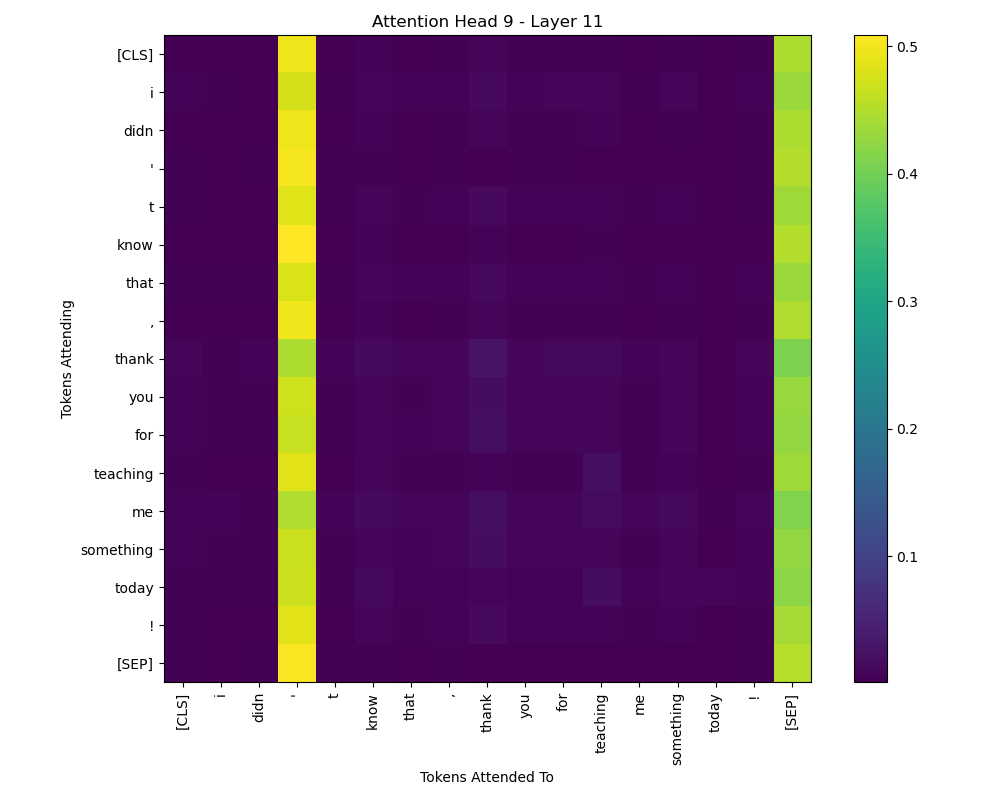 Attention Head 9 - Layer 11
[CLS]
i
didn
'
t
know
that
,
thank
you
for
teaching
me
something
today
!
[SEP]
Tokens Attending
[CLS]
i
didn
'
t
know
that
,
thank
you
for
teaching
me
something
today
!
[SEP]
Tokens Attended To
0.5
0.4
0.3
0.2
0.1